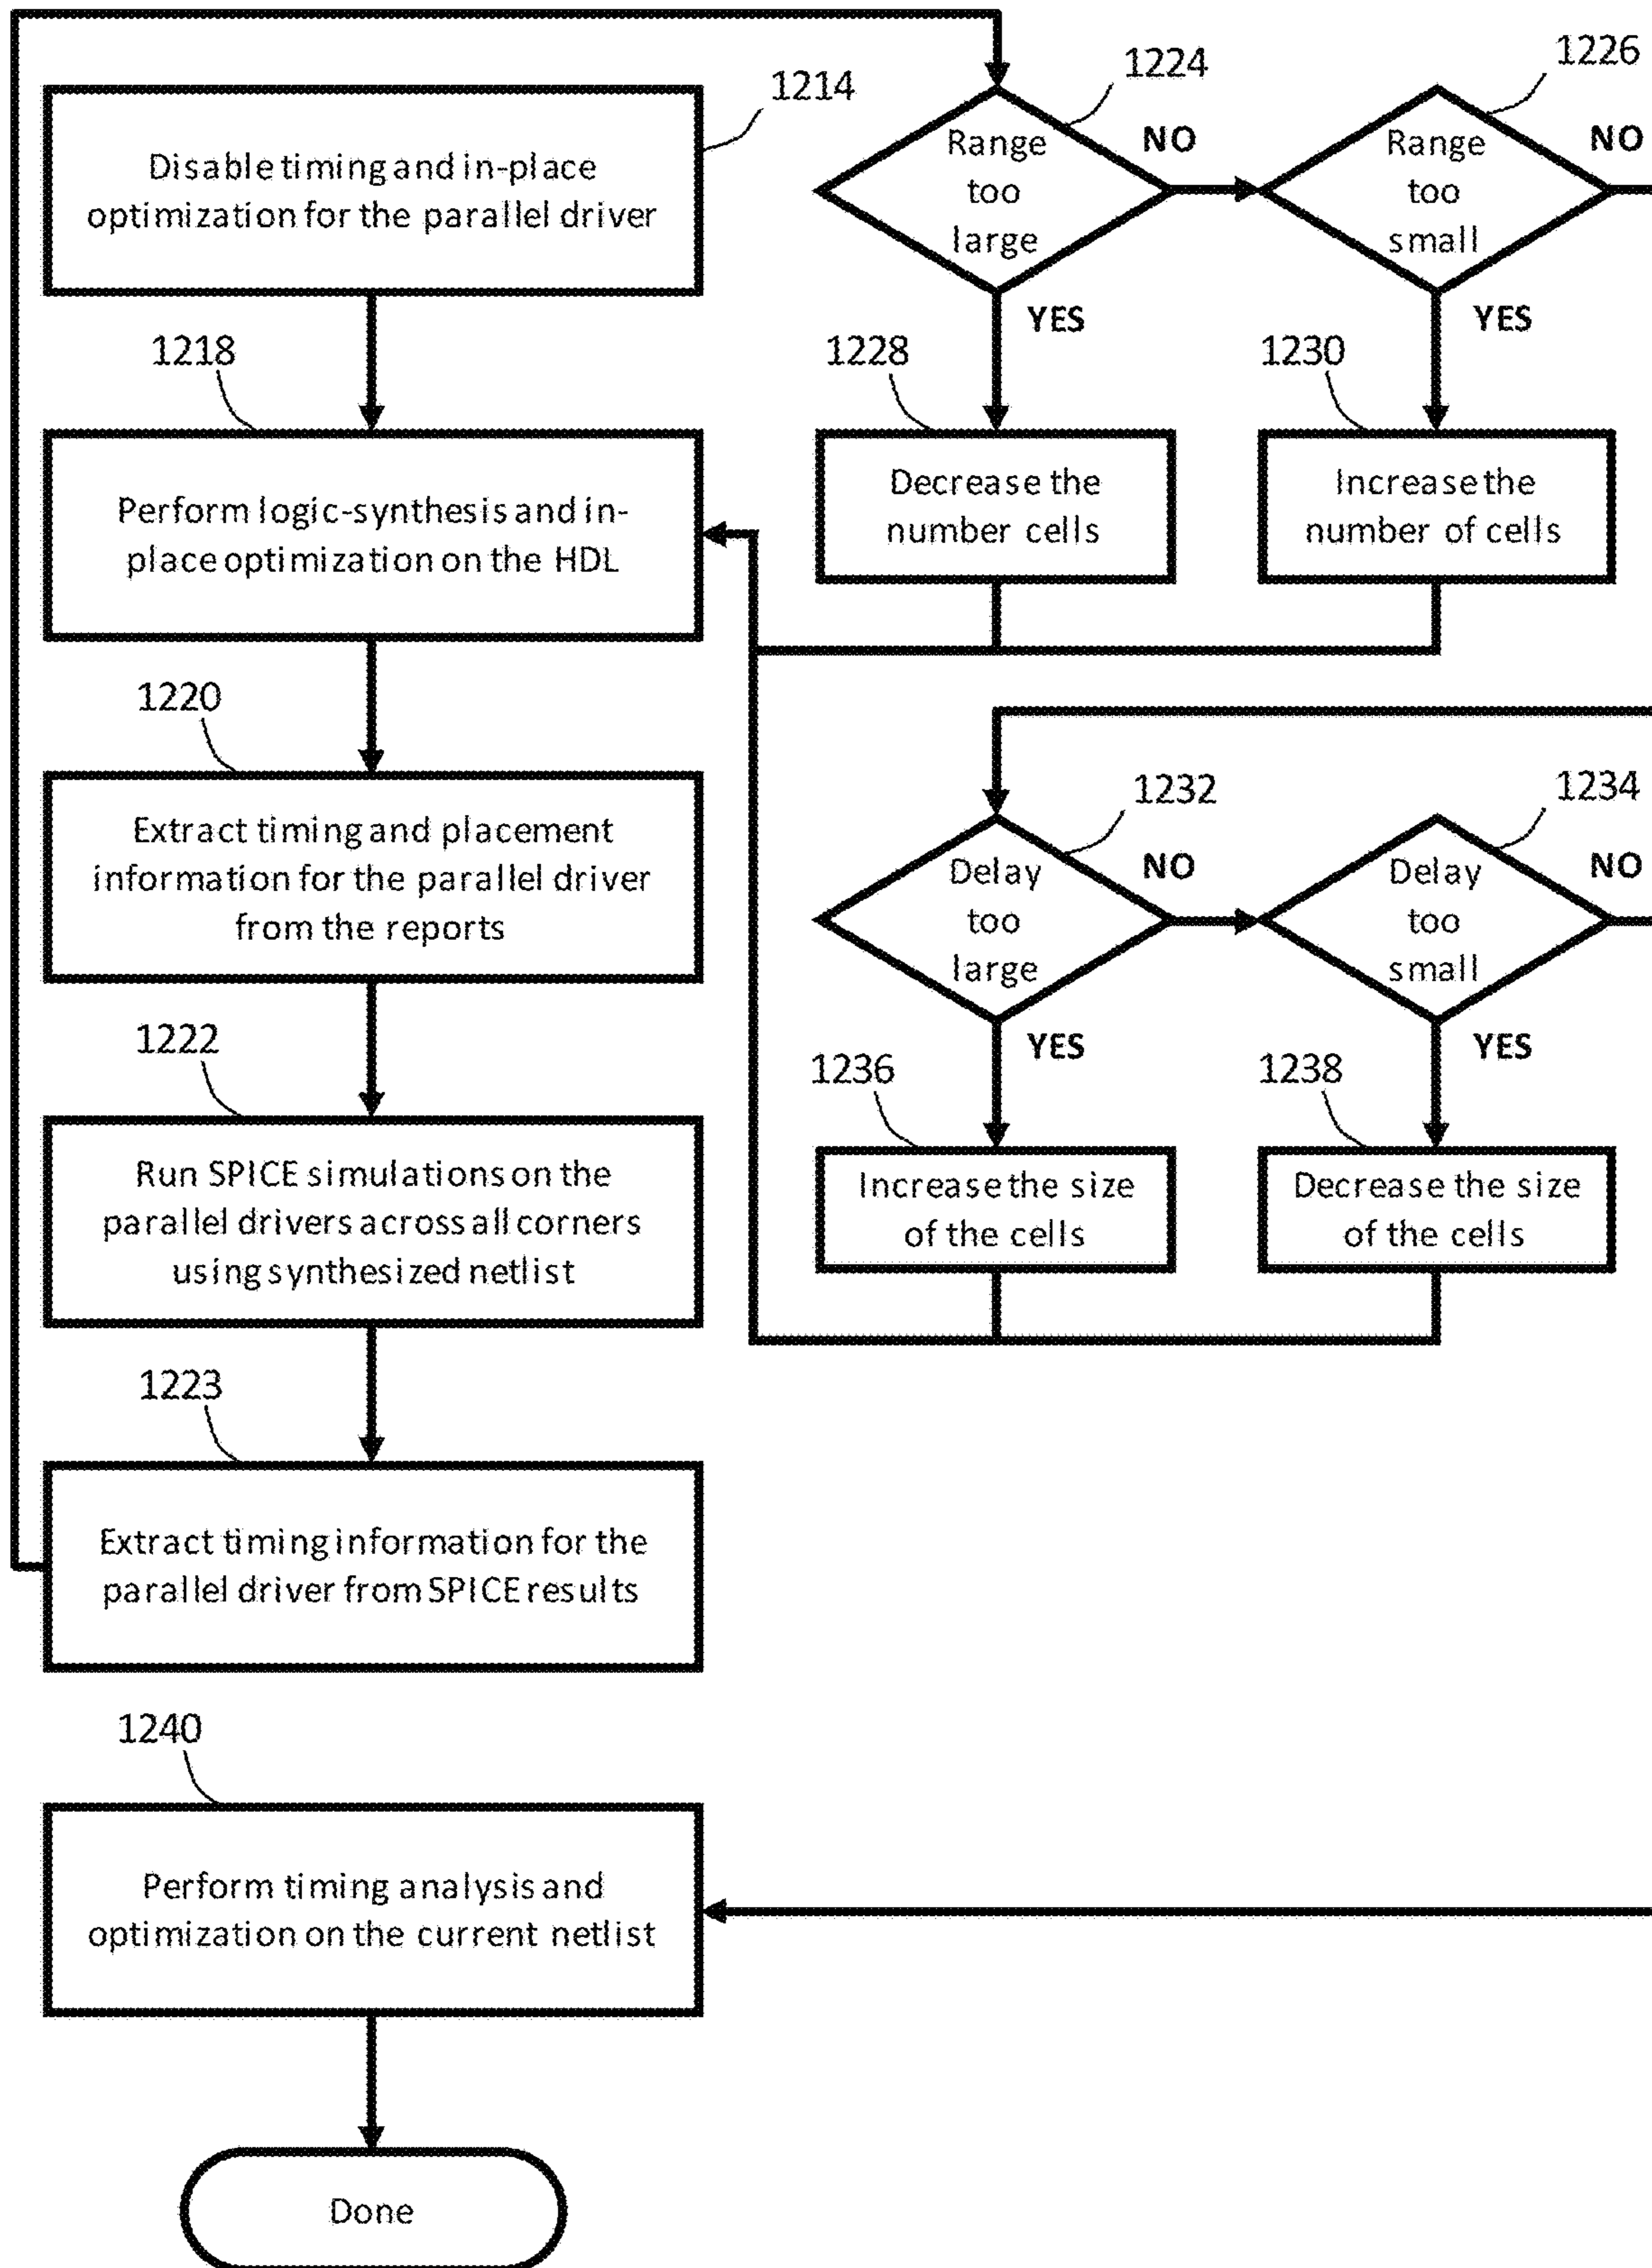 1214
Disable timing and in-place
optimization for the parallel driver
1218
Perform logic-synthesis and in-
place optimization on the HDL
1220
Extract timing and placement
information for the parallel driver
from the reports
1222
Run SPICE simulations on the
parallel drivers across all corners
using synthesized netlist
1223
Extract timing information for the
parallel driver from SPICE results
1224
Range
too
large
NO
YES
1226
Range
too
small
NO
YES
1228
Decrease the
number cells
1230
Increase the
number of cells
1232
Delay
too
large
NO
YES
1234
Delay
too
small
NO
YES
1236
Increase the size
of the cells
1238
Decrease the size
of the cells
1240
Perform timing analysis and
optimization on the current netlist
Done